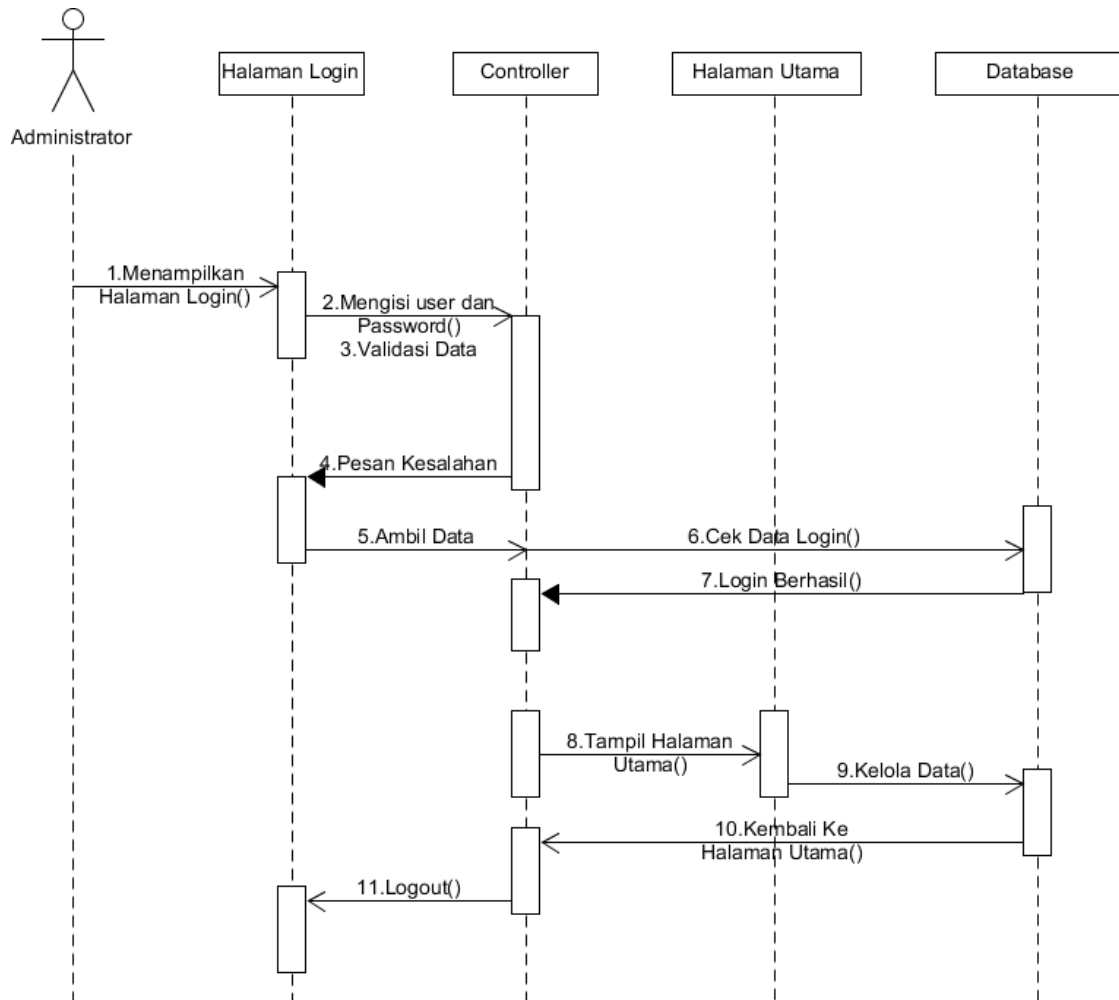 Halaman Login
Controller
Halaman Utama
Database
Administrator
1.Menampilkan
Halaman Login()
2.Mengisi user dan
Password()
3.Validasi Data
4.Pesan Kesalahan
5.Ambil Data
6.Cek Data Login()
7.Login Berhasil()
8.Tampil Halaman
Utama()
9.Kelola Data()
10.Kembali Ke
Halaman Utama()
11.Logout()